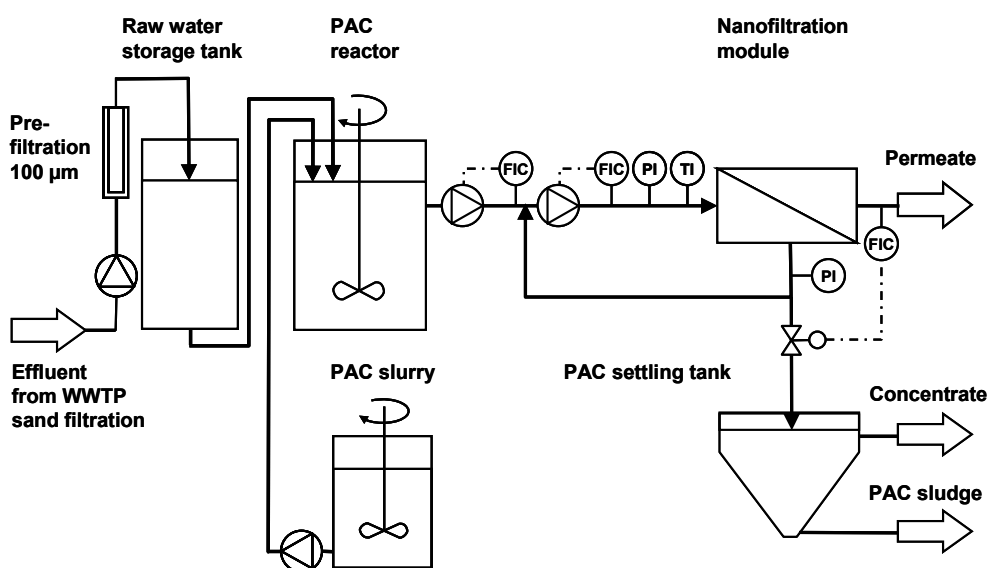 Raw water
storage tank
PAC
reactor
Nanofiltration
module
Pre-
filtration
100 µm
Permeate
FIC
FIC
PI
TI
FIC
PI
Effluent
from WWTP
sand filtration
PAC slurry
PAC settling tank
Concentrate
PAC sludge